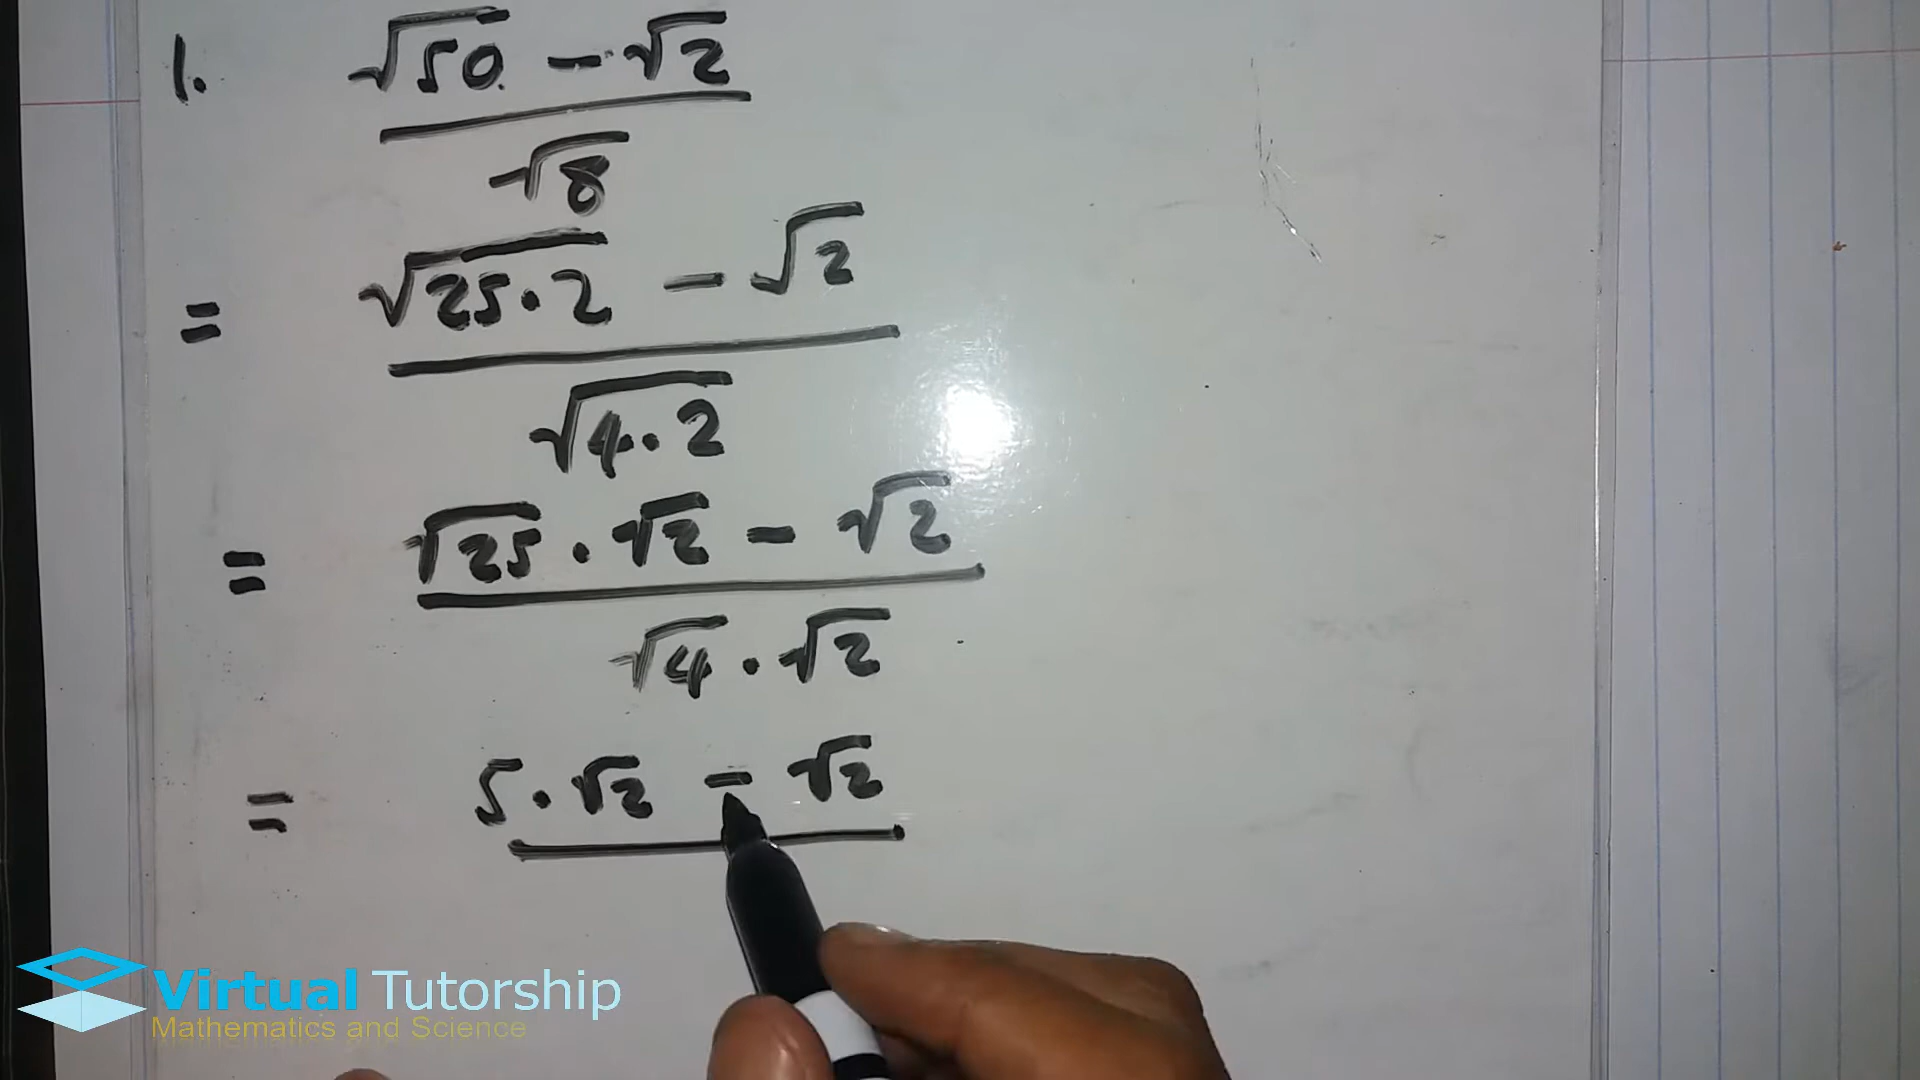 1. √50 - √2
√8
= √25·2 - √2
√4·2
= √25 · √2 - √2
√4 · √2
= 5 · √2 - √2
Virtual Tutorship
Mathematics and Science